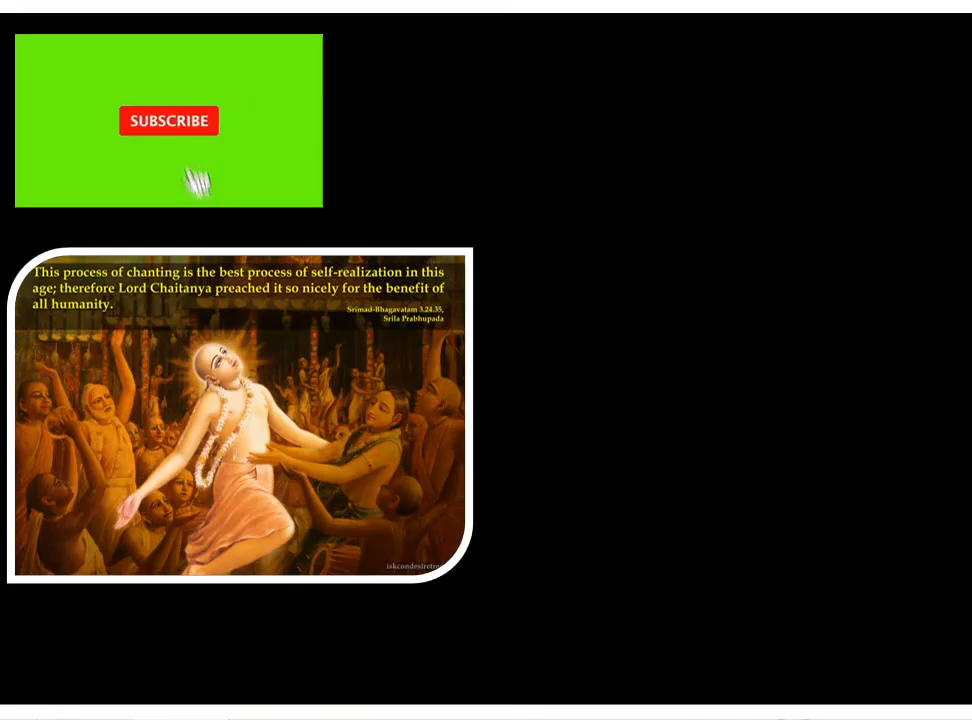 SUBSCRIBE
This process of chanting is the best process of self-realization in this
age; therefore Lord Chaitanya preached it so nicely for the benefit of
all humanity.
Srimad-Bhagavatam 3.24.35,
Srila Prabhupada